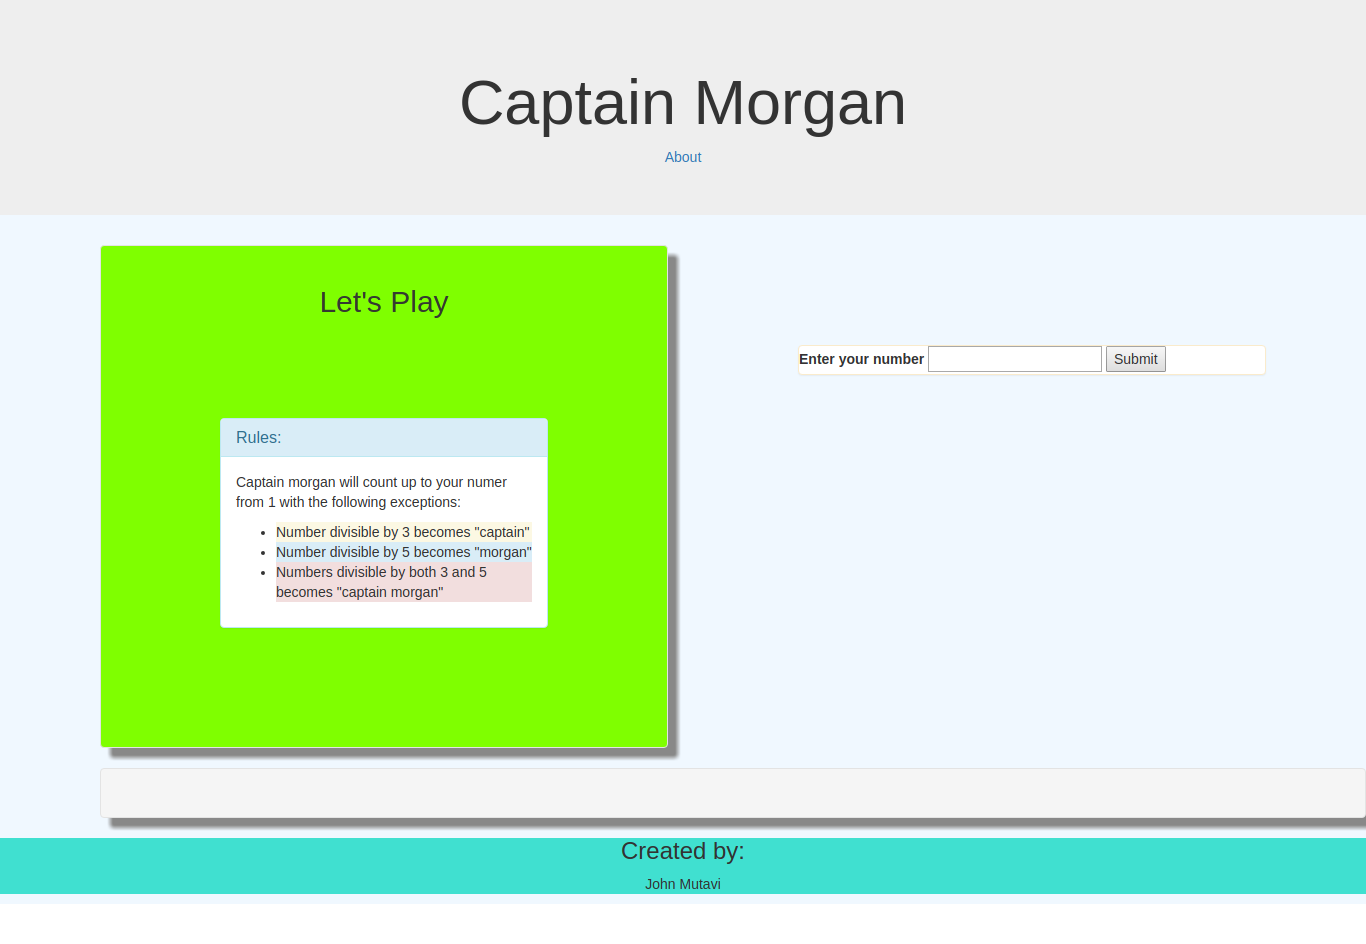 Captain Morgan
About
Let's Play
Enter your number
Submit
Rules:
Captain morgan will count up to your numer
from 1 with the following exceptions:
Number divisible by 3 becomes "captain"
Number divisible by 5 becomes "morgan"
Numbers divisible by both 3 and 5
becomes "captain morgan"
Created by:
John Mutavi